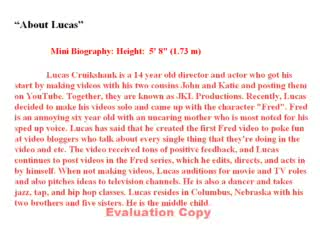 “About Lucas”
Mini Biography: Height: 5' 8" (1.73 m)
Lucas Cruikshank is a 14 year old director and actor who got his
start by making videos with his two cousins John and Katie and posting them
on YouTube. Together, they are known as JKL Productions. Recently, Lucas
decided to make his videos solo and came up with the character "Fred". Fred
is an annoying six year old with an uncaring mother who is most noted for his
sped up voice. Lucas has said that he created the first Fred video to poke fun
at video bloggers who talk about every single thing that they're doing in the
video and etc. The video received tons of positive feedback, and Lucas
continues to post videos in the Fred series, which he edits, directs, and acts in
by himself. When not making videos, Lucas auditions for movie and TV roles
and also pitches ideas to television channels. He is also a dancer and takes
jazz, tap, and hip hop classes. Lucas resides in Columbus, Nebraska with his
two brothers and five sisters. He is the middle child.
Evaluation Copy